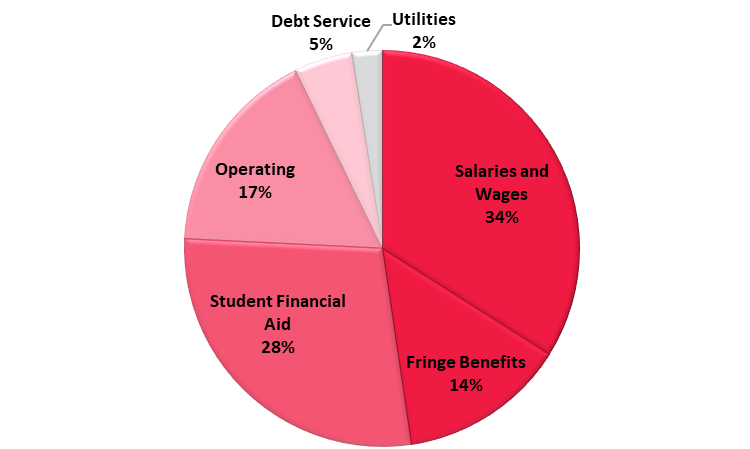 Debt Service
5%
Utilities
2%
Salaries and
Wages
34%
Fringe Benefits
14%
Student Financial
Aid
28%
Operating
17%